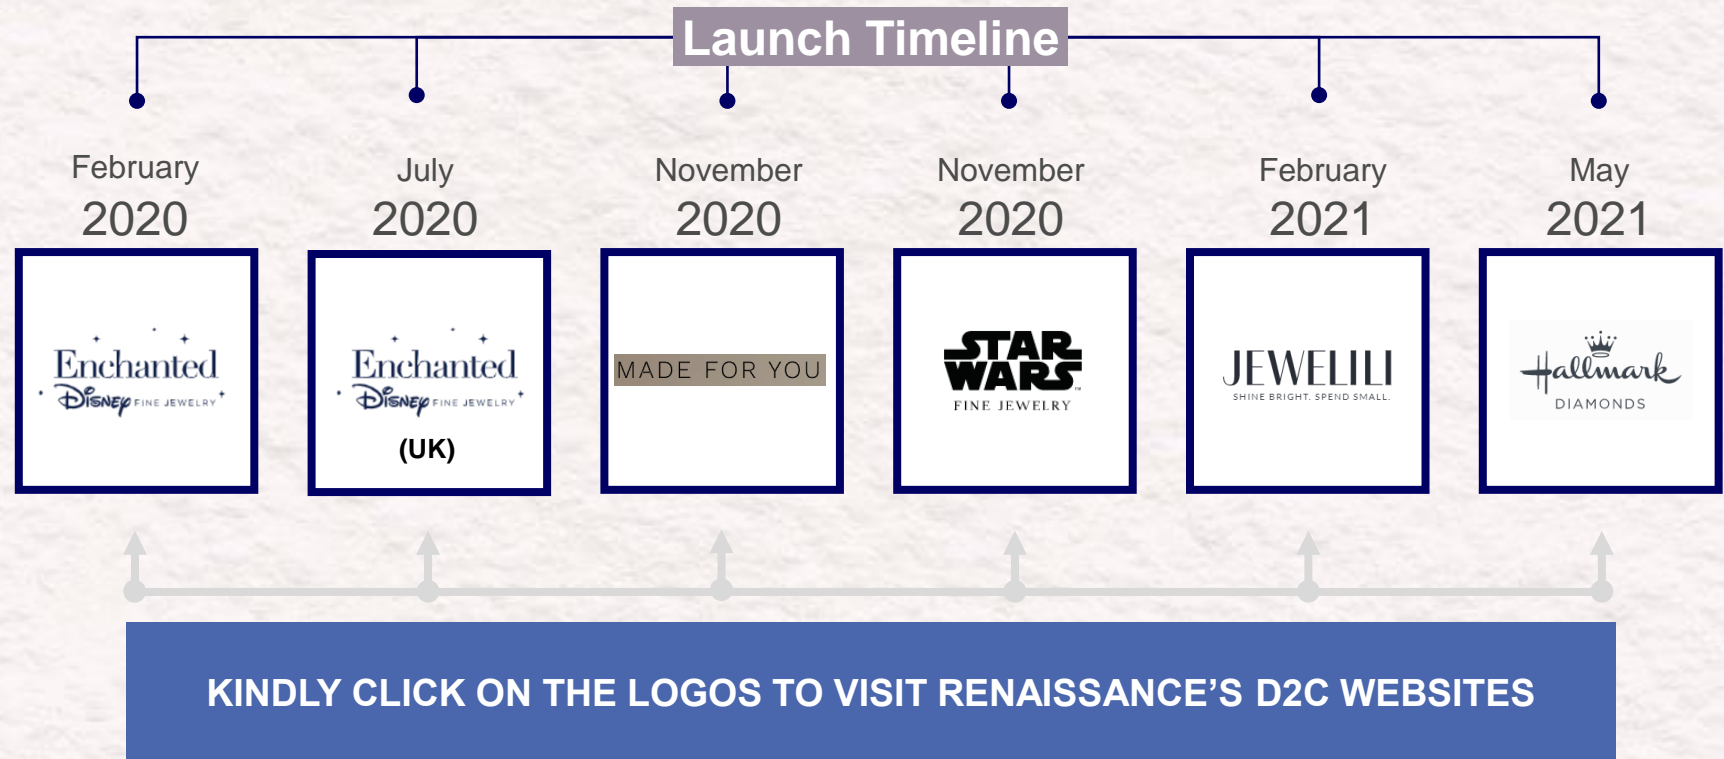 Launch Timeline
February
2020
July
2020
November
2020
November
2020
February
2021
May
2021
Enchanted
Disney FINE JEWELRY
Enchanted
Disney FINE JEWELRY
(UK)
MADE FOR YOU
STAR
WARS
TM
FINE JEWELRY
JEWELILI
SHINE BRIGHT. SPEND SMALL.
Hallmark
DIAMONDS
KINDLY CLICK ON THE LOGOS TO VISIT RENAISSANCE’S D2C WEBSITES